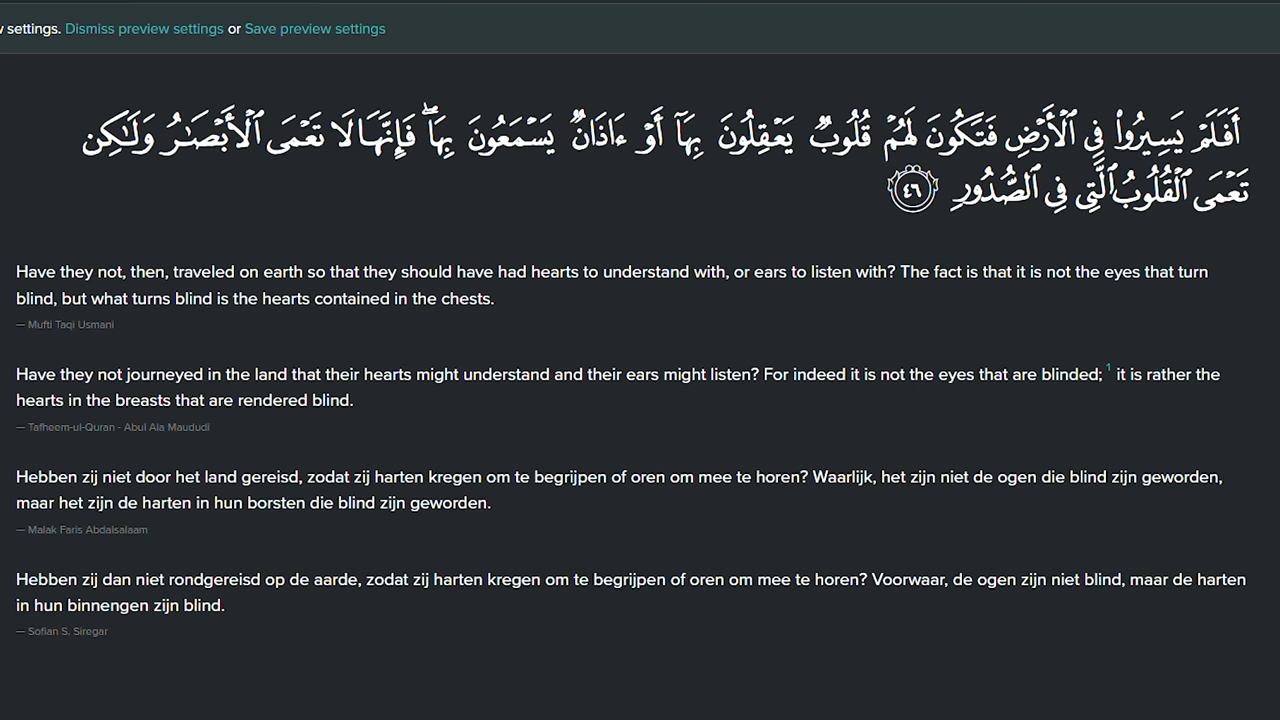 settings. Dismiss preview settings or Save preview settings
أَفَلَمْ يَسِيرُوا۟ فِى ٱلْأَرْضِ فَتَكُونَ لَهُمْ قُلُوبٌ يَعْقِلُونَ بِهَآ أَوْ ءَاذَانٌ يَسْمَعُونَ بِهَا ۖ فَإِنَّهَا لَا تَعْمَى ٱلْأَبْصَـٰرُ وَلَـٰكِن
تَعْمَى ٱلْقُلُوبُ ٱلَّتِى فِى ٱلصُّدُورِ ٤٦
Have they not, then, traveled on earth so that they should have had hearts to understand with, or ears to listen with? The fact is that it is not the eyes that turn
blind, but what turns blind is the hearts contained in the chests.
— Mufti Taqi Usmani
Have they not journeyed in the land that their hearts might understand and their ears might listen? For indeed it is not the eyes that are blinded; 1 it is rather the
hearts in the breasts that are rendered blind.
— Tafheem-ul-Quran - Abul Ala Maududi
Hebben zij niet door het land gereisd, zodat zij harten kregen om te begrijpen of oren om mee te horen? Waarlijk, het zijn niet de ogen die blind zijn geworden,
maar het zijn de harten in hun borsten die blind zijn geworden.
— Malak Faris Abdalsalaam
Hebben zij dan niet rondgereisd op de aarde, zodat zij harten kregen om te begrijpen of oren om mee te horen? Voorwaar, de ogen zijn niet blind, maar de harten
in hun binnengen zijn blind.
— Sofian S. Siregar